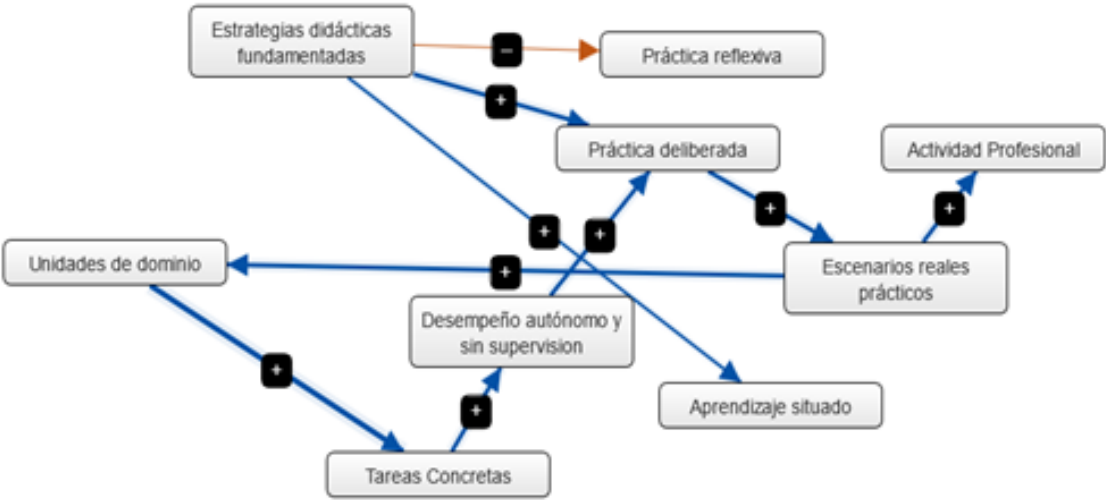 Estrategias didácticas
fundamentadas
–
Práctica reflexiva
+
Práctica deliberada
Actividad Profesional
+
+
+
+
Unidades de dominio
+
Escenarios reales
prácticos
Desempeño autónomo y
sin supervision
+
Aprendizaje situado
+
Tareas Concretas